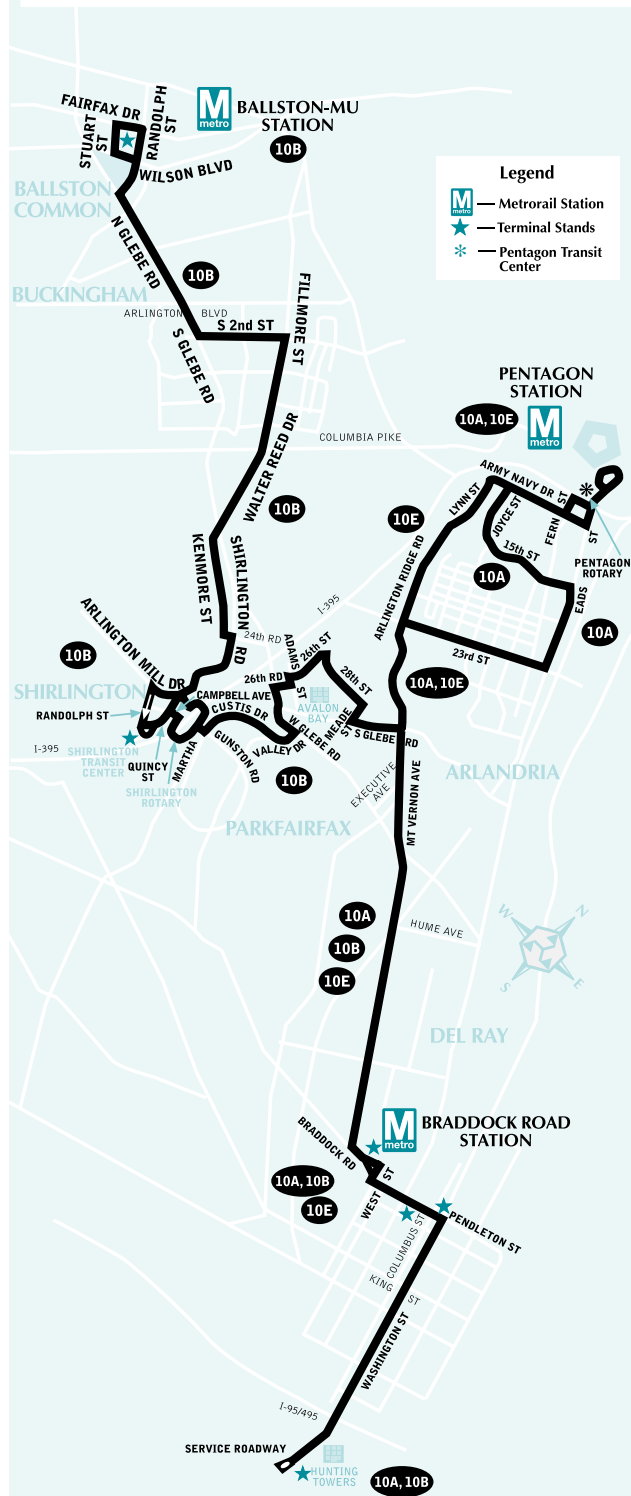 FAIRFAX DR
RANDOLPH
ST
STUART
ST
M
metro
BALLSTON-MU
STATION
10B
WILSON BLVD
BALLSTON
COMMON
Legend
M
metro
Metrorail Station
Terminal Stands
Pentagon Transit
Center
N GLEBE RD
10B
BUCKINGHAM
ARLINGTON BLVD
S 2nd ST
FILLMORE ST
S GLEBE RD
PENTAGON
STATION
10A, 10E
M
metro
COLUMBIA PIKE
WALTER REED DR
10B
ARMY NAVY DR
LYNN ST
JOYCE ST
FERN ST
ST
EADS
15th ST
PENTAGON
ROTARY
10E
10A
10A
ARLINGTON RIDGE RD
KENMORE ST
SHIRLINGTON
RD
I-395
24th RD
ADAMS
ST
26th ST
26th RD
28th ST
23rd ST
10A, 10E
ARLINGTON MILL DR
10B
SHIRLINGTON
RANDOLPH ST
CAMPBELL AVE
CUSTIS DR
AVALON
BAY
MEADE
ST
S GLEBE RD
W GLEBE RD
VALLEY DR
GUNSTON RD
MARTHA
I-395
SHIRLINGTON
TRANSIT
CENTER
QUINCY
ST
SHIRLINGTON
ROTARY
10B
EXECUTIVE
AVE
MT VERNON AVE
ARLANDRIA
PARKFAIRFAX
10A
10B
10E
HUME AVE
W
N
S
E
DEL RAY
M
metro
BRADDOCK ROAD
STATION
BRADDOCK RD
10A, 10B
10E
WEST ST
PENDLETON ST
COLUMBUS ST
KING ST
WASHINGTON ST
I-95/495
SERVICE ROADWAY
HUNTING
TOWERS
10A, 10B